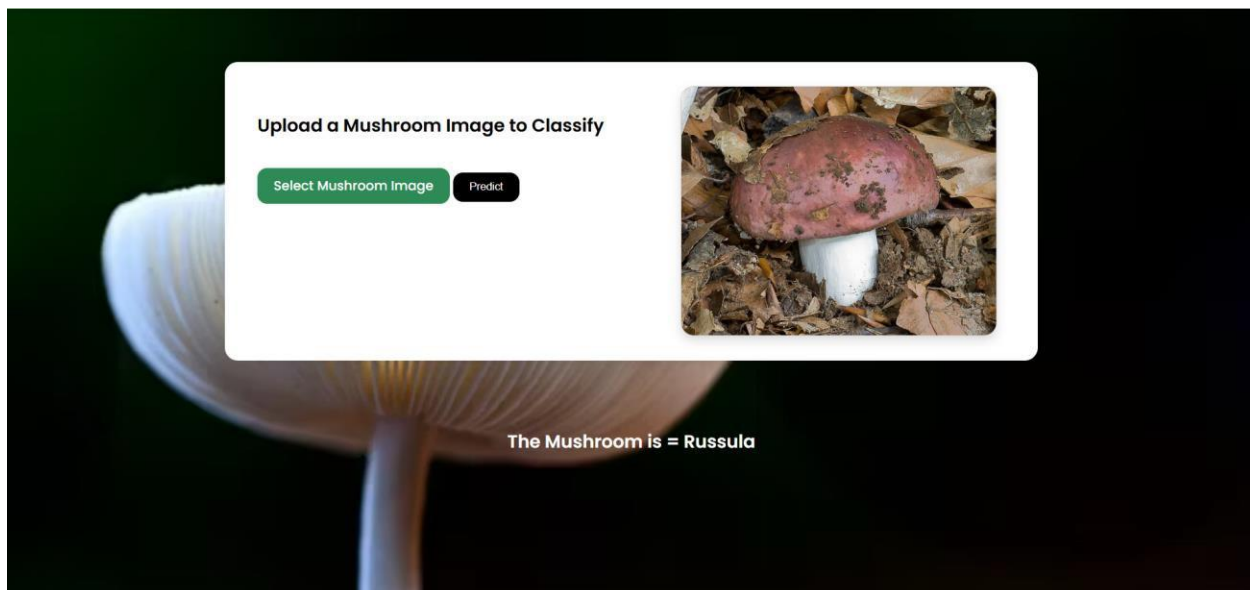 Upload a Mushroom Image to Classify
Select Mushroom Image Predict
The Mushroom is = Russula